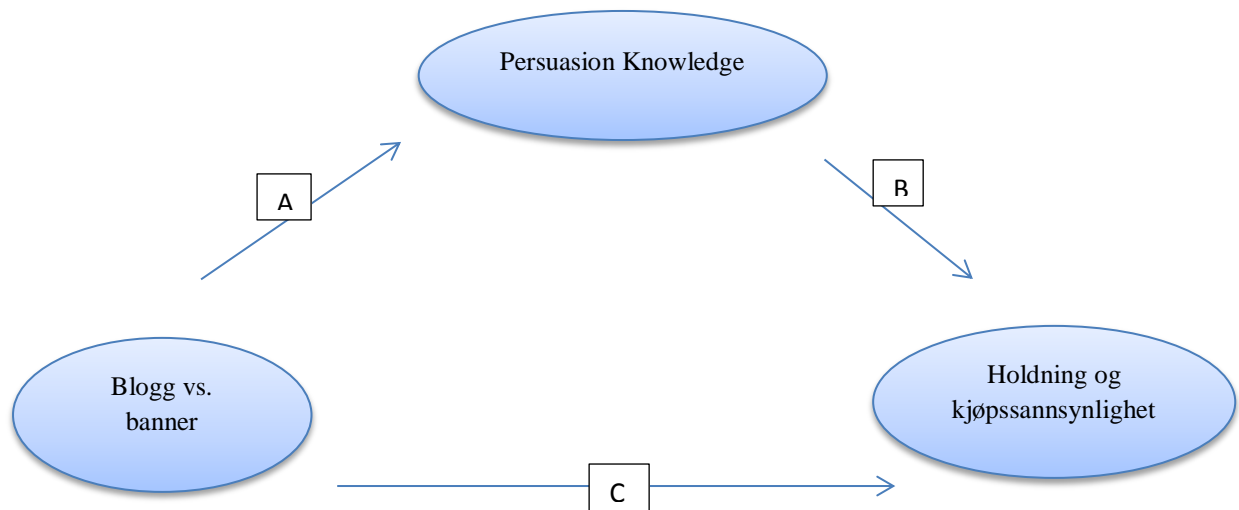 Persuasion Knowledge
A
B
Blogg vs.
banner
Holdning og
kjøpssannsynlighet
C